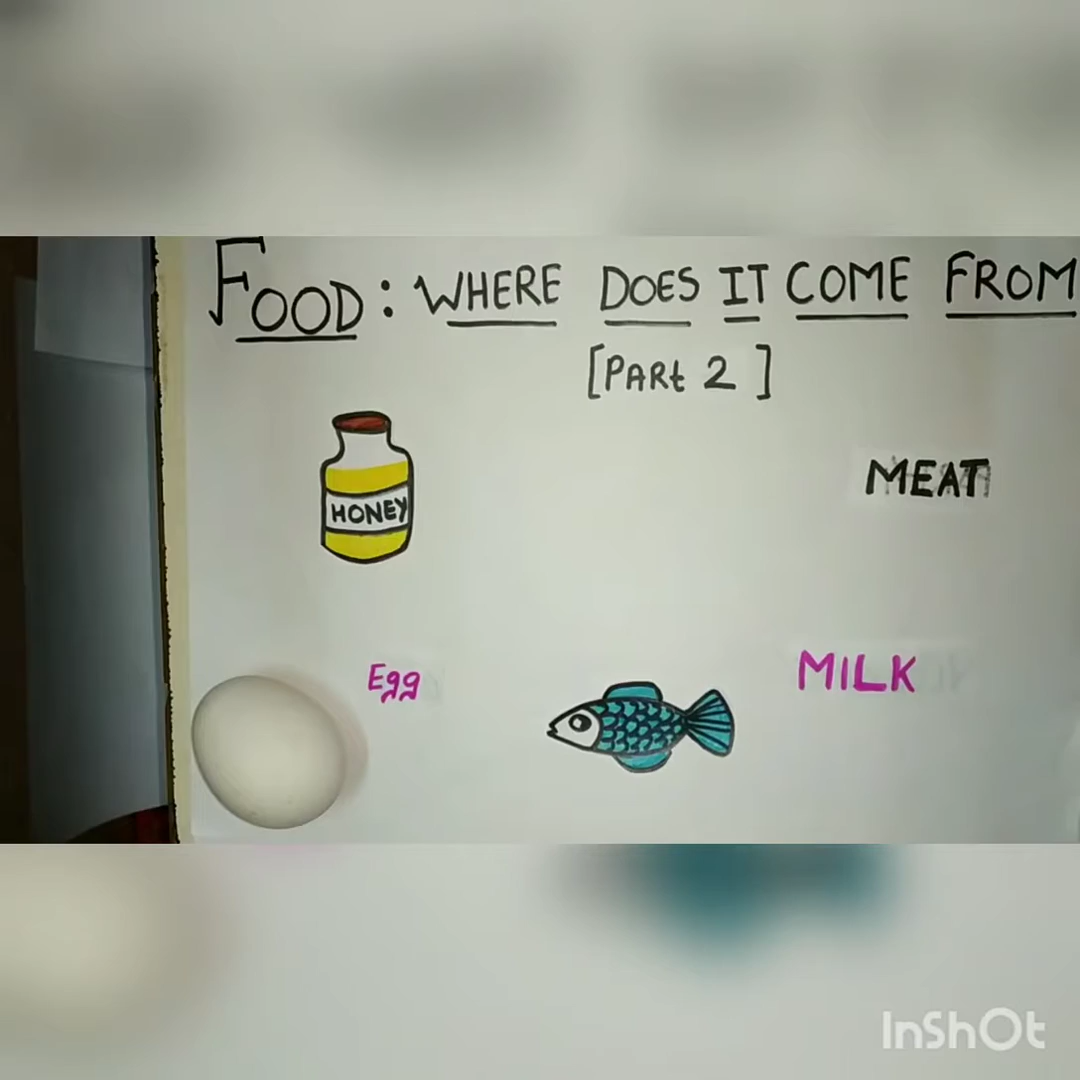 FOOD: WHERE DOES IT COME FROM
[PARt 2]
HONEY
MEAT
Egg
MILK
InShOt